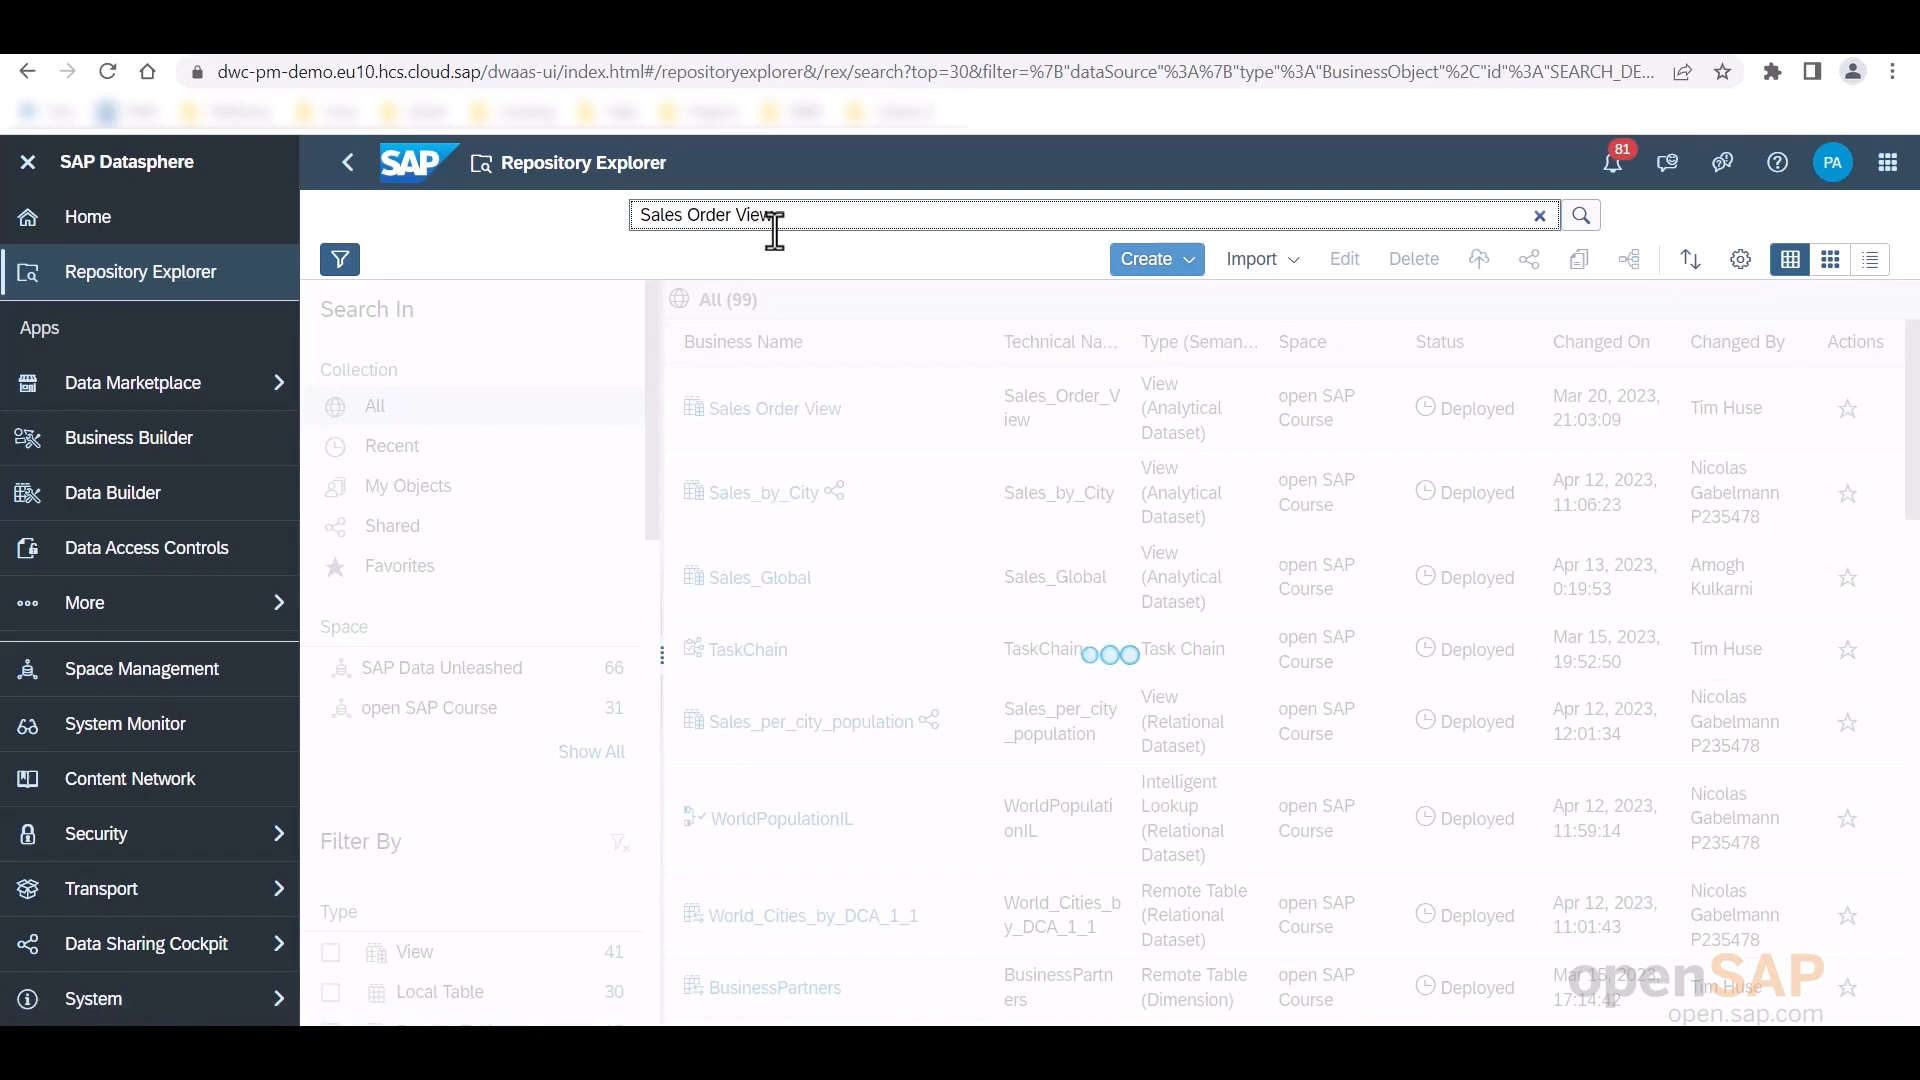 dwc-pm-demo.eu10.hcs.cloud.sap/dwaas-ui/index.html#/repositoryexplorer&/rex/search?top=30&filter=%7B"dataSource"%3A%7B"type"%3A"BusinessObject"%2C"id"%3A"SEARCH_DE...
SAP Datasphere
SAP
Repository Explorer
81
PA
Home
Sales Order View
Repository Explorer
Create
Import
Edit
Delete
Apps
Data Marketplace
Business Builder
Data Builder
Data Access Controls
More
Space Management
System Monitor
Content Network
Security
Transport
Data Sharing Cockpit
System
Search In
Collection
All
Recent
My Objects
Shared
Favorites
Space
SAP Data Unleashed 66
open SAP Course 31
Show All
Filter By
Type
View 41
Local Table 30
All (99)
Business Name Technical Na... Type (Seman... Space Status Changed On Changed By Actions
Sales Order View
Sales_Order_V
iew
View
(Analytical
Dataset)
open SAP
Course
Deployed
Mar 20, 2023,
21:03:09
Tim Huse
Sales_by_City
Sales_by_City
View
(Analytical
Dataset)
open SAP
Course
Deployed
Apr 12, 2023,
11:06:23
Nicolas
Gabelmann
P235478
Sales_Global
Sales_Global
View
(Analytical
Dataset)
open SAP
Course
Deployed
Apr 13, 2023,
0:19:53
Amogh
Kulkarni
TaskChain
TaskChain
Task Chain
open SAP
Course
Deployed
Mar 15, 2023,
19:52:50
Tim Huse
Sales_per_city_population
Sales_per_city
_population
View
(Relational
Dataset)
open SAP
Course
Deployed
Apr 12, 2023,
12:01:34
Nicolas
Gabelmann
P235478
WorldPopulationIL
WorldPopulati
onIL
Intelligent
Lookup
(Relational
Dataset)
open SAP
Course
Deployed
Apr 12, 2023,
11:59:14
Nicolas
Gabelmann
P235478
World_Cities_by_DCA_1_1
World_Cities_b
y_DCA_1_1
Remote Table
(Relational
Dataset)
open SAP
Course
Deployed
Apr 12, 2023,
11:01:43
Nicolas
Gabelmann
P235478
BusinessPartners
BusinessPartn
ers
Remote Table
(Dimension)
open SAP
Course
Deployed
Mar 15, 2023,
17:14:42
Tim Huse
openSAP
open.sap.com